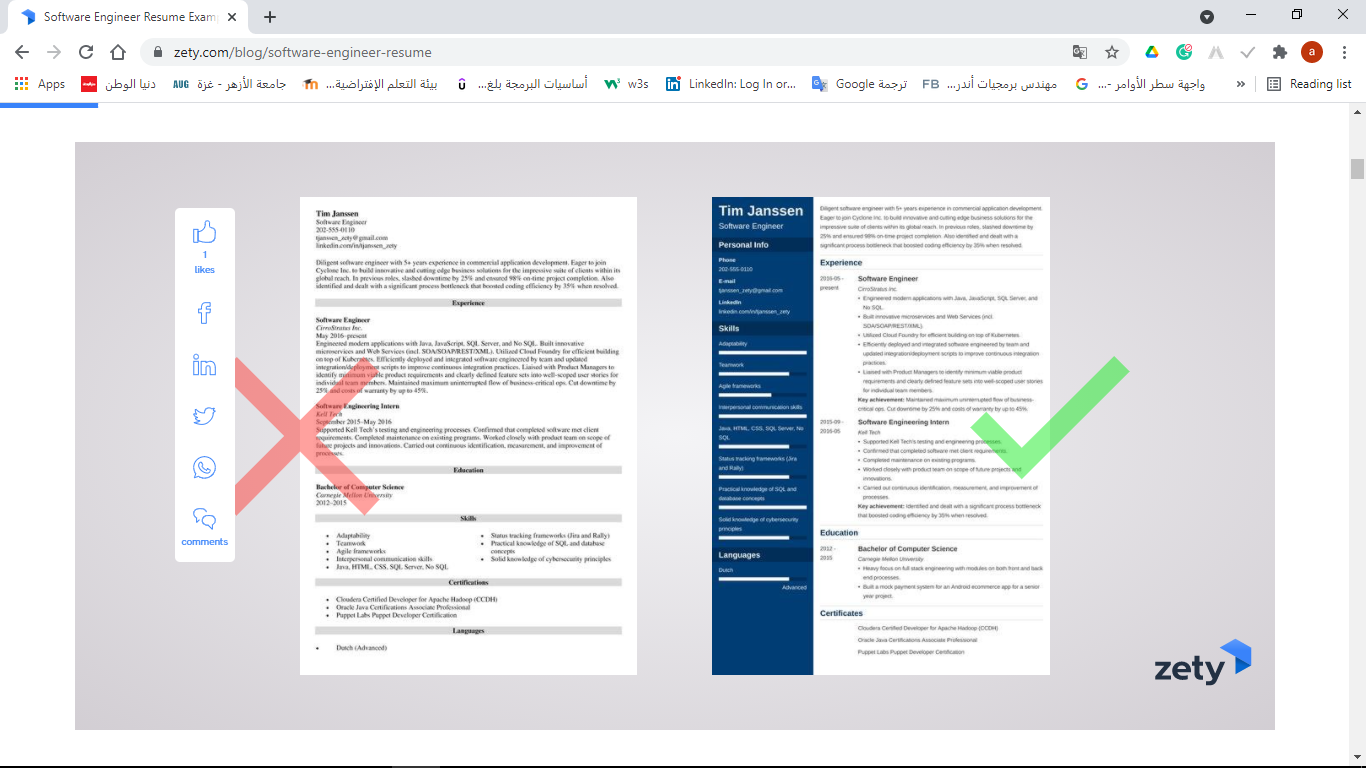 Software Engineer Resume Exam
zety.com/blog/software-engineer-resume
Apps
دنيا الوطن
AUG
جامعة الأزهر - غزة
بيئة التعلم الإفتراضية...
أساسيات البرمجة بلغ...
w3s
LinkedIn: Log In or...
ترجمة Google
FB
مهندس برمجيات أندر...
واجهة سطر الأوامر -...
»
Reading list
a
1
likes
comments
Tim Janssen
Software Engineer
202-555-0110
tjanssen_zety@gmail.com
linkedin.com/in/tjanssen_zety
Diligent software engineer with 5+ years experience in commercial application development. Eager to join
Cyclone Inc. to build innovative and cutting edge business solutions for the impressive suite of clients within its
global reach. In previous roles, slashed downtime by 25% and ensured 98% on-time project completion. Also
identified and dealt with a significant process bottleneck that boosted coding efficiency by 35% when resolved.
Experience
Software Engineer
CirroStratus Inc.
May 2016–present
Engineered modern applications with Java, JavaScript, SQL Server, and No SQL. Built innovative
microservices and Web Services (incl. SOA/SOAP/REST/XML). Utilized Cloud Foundry for efficient building
on top of Kubernetes. Efficiently deployed and integrated software engineered by team and updated
integration/deployment scripts to improve continuous integration practices. Liaised with Product Managers to
identify minimum viable product requirements and clearly defined feature sets into well-scoped user stories for
individual team members. Maintained maximum uninterrupted flow of business-critical ops. Cut downtime by
25% and costs of warranty by up to 45%.
Software Engineering Intern
Kell Tech
September 2015–May 2016
Supported Kell Tech's testing and engineering processes. Confirmed that completed software met client
requirements. Completed maintenance on existing programs. Worked closely with product team on scope of
future projects and innovations. Carried out continuous identification, measurement, and improvement of
processes.
Education
Bachelor of Computer Science
Carnegie Mellon University
2012–2015
Skills
• Adaptability
• Teamwork
• Agile frameworks
• Interpersonal communication skills
• Java, HTML, CSS, SQL Server, No SQL
• Status tracking frameworks (Jira and Rally)
• Practical knowledge of SQL and database
concepts
• Solid knowledge of cybersecurity principles
Certifications
• Cloudera Certified Developer for Apache Hadoop (CCDH)
• Oracle Java Certifications Associate Professional
• Puppet Labs Puppet Developer Certification
Languages
• Dutch (Advanced)
Tim Janssen
Software Engineer
Personal Info
Phone
202-555-0110
E-mail
tjanssen_zety@gmail.com
LinkedIn
linkedin.com/in/tjanssen_zety
Skills
Adaptability
Teamwork
Agile frameworks
Interpersonal communication skills
Java, HTML, CSS, SQL Server, No
SQL
Status tracking frameworks (Jira
and Rally)
Practical knowledge of SQL and
database concepts
Solid knowledge of cybersecurity
principles
Languages
Dutch
Advanced
Diligent software engineer with 5+ years experience in commercial application development.
Eager to join Cyclone Inc. to build innovative and cutting edge business solutions for the
impressive suite of clients within its global reach. In previous roles, slashed downtime by
25% and ensured 98% on-time project completion. Also identified and dealt with a
significant process bottleneck that boosted coding efficiency by 35% when resolved.
Experience
2016-05 -
present
Software Engineer
CirroStratus Inc.
• Engineered modern applications with Java, JavaScript, SQL Server, and
No SQL.
• Built innovative microservices and Web Services (incl.
SOA/SOAP/REST/XML).
• Utilized Cloud Foundry for efficient building on top of Kubernetes.
• Efficiently deployed and integrated software engineered by team and
updated integration/deployment scripts to improve continuous integration
practices.
• Liaised with Product Managers to identify minimum viable product
requirements and clearly defined feature sets into well-scoped user stories
for individual team members.
Key achievement: Maintained maximum uninterrupted flow of business-
critical ops. Cut downtime by 25% and costs of warranty by up to 45%.
2015-09 -
2016-05
Software Engineering Intern
Kell Tech
• Supported Kell Tech's testing and engineering processes.
• Confirmed that completed software met client requirements.
• Completed maintenance on existing programs.
• Worked closely with product team on scope of future projects and
innovations.
• Carried out continuous identification, measurement, and improvement of
processes.
Key achievement: Identified and dealt with a significant process bottleneck
that boosted coding efficiency by 35% when resolved.
Education
2012 -
2015
Bachelor of Computer Science
Carnegie Mellon University
• Heavy focus on full stack engineering with modules on both front and back
end processes.
• Built a mock payment system for an Android ecommerce app for a senior
year project.
Certificates
Cloudera Certified Developer for Apache Hadoop (CCDH)
Oracle Java Certifications Associate Professional
Puppet Labs Puppet Developer Certification
zety